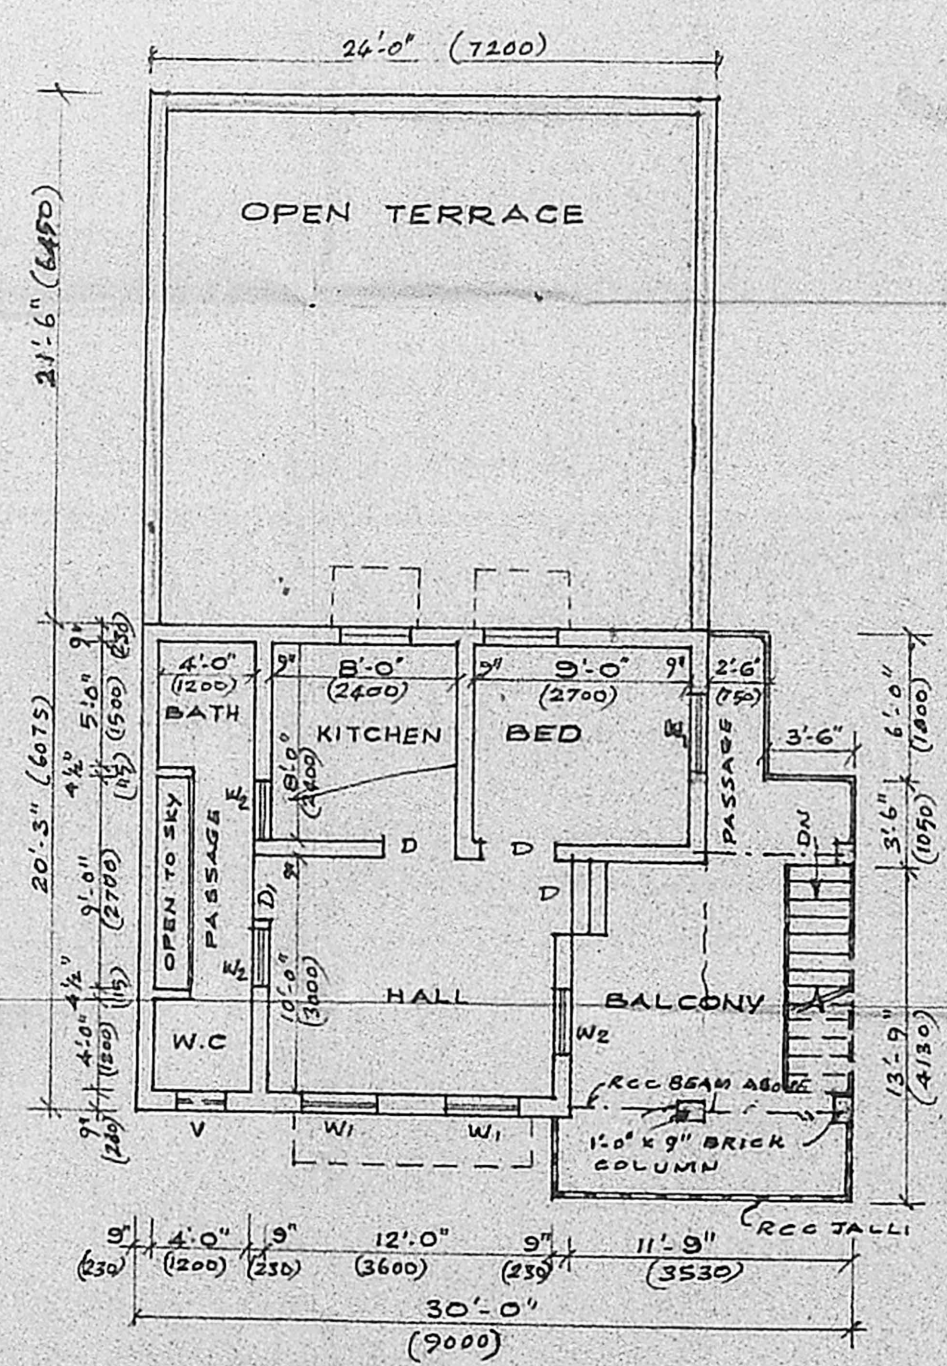 24'-0" (7200)
21'-6" (6450)
OPEN TERRACE
20'-3" (6075)
9"
(230)
5'-0"
(1500)
4½"
(115)
9'-0"
(2700)
4½"
(115)
4'-0"
(1200)
9"
(230)
4'-0"
(1200)
BATH
9"
8'-0"
(2400)
KITCHEN
8'-0"
(2400)
9"
9'-0"
(2700)
BED
9"
W1
2'-6"
(750)
PASSAGE
3'-6"
6'-0"
(1800)
3'-6"
(1050)
13'-9"
(4130)
DN
OPEN TO SKY
PASSAGE
W2
D
D
D
D1
9"
W2
10'-0"
(3000)
HALL
BALCONY
W2
W.C
V
W1
W1
RCC BEAM ABOVE
1'-0" x 9" BRICK
COLUMN
RCC JALLI
9"
(230)
4'-0"
(1200)
9"
(230)
12'-0"
(3600)
9"
(230)
11'-9"
(3530)
30'-0"
(9000)